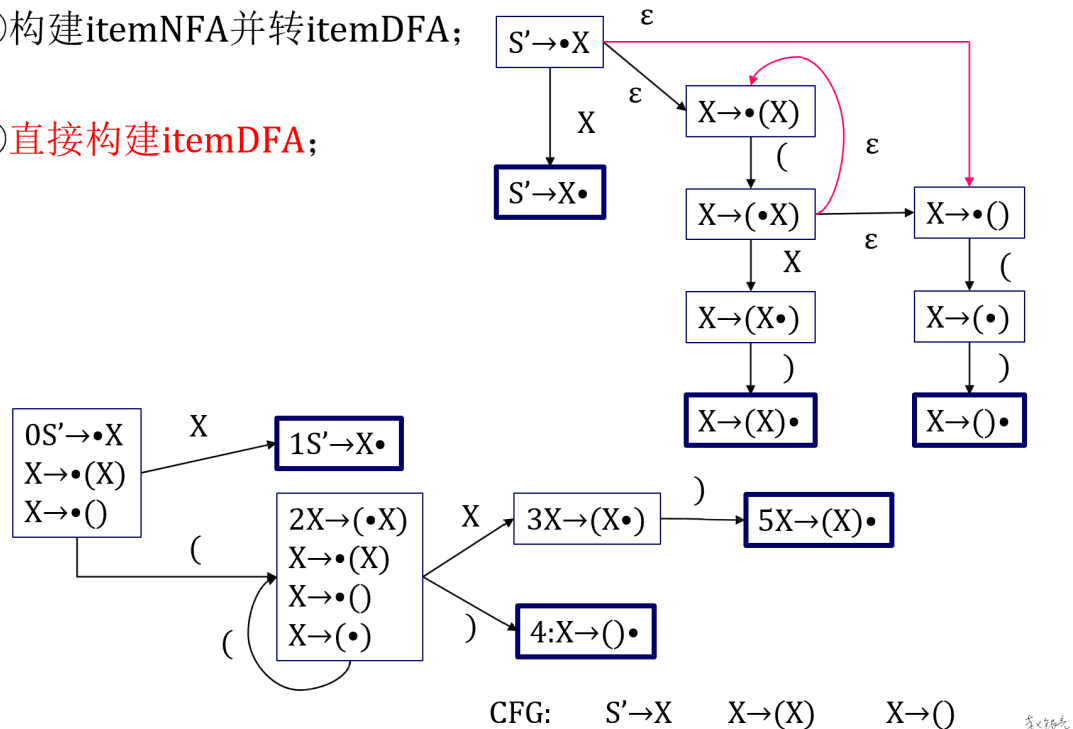 )构建itemNFA并转itemDFA；
)直接构建itemDFA；
S’→•X
ε
ε
X
S’→X•
X→•(X)
(
ε
X→(•X)
ε
X→•()
X
(
X→(X•)
X→(•)
)
)
X→(X)•
X→()•
0S’→•X
X→•(X)
X→•()
X
1S’→X•
(
2X→(•X)
X→•(X)
X→•()
X→(•)
(
X
3X→(X•)
)
5X→(X)•
)
4:X→()•
CFG: S’→X X→(X) X→()